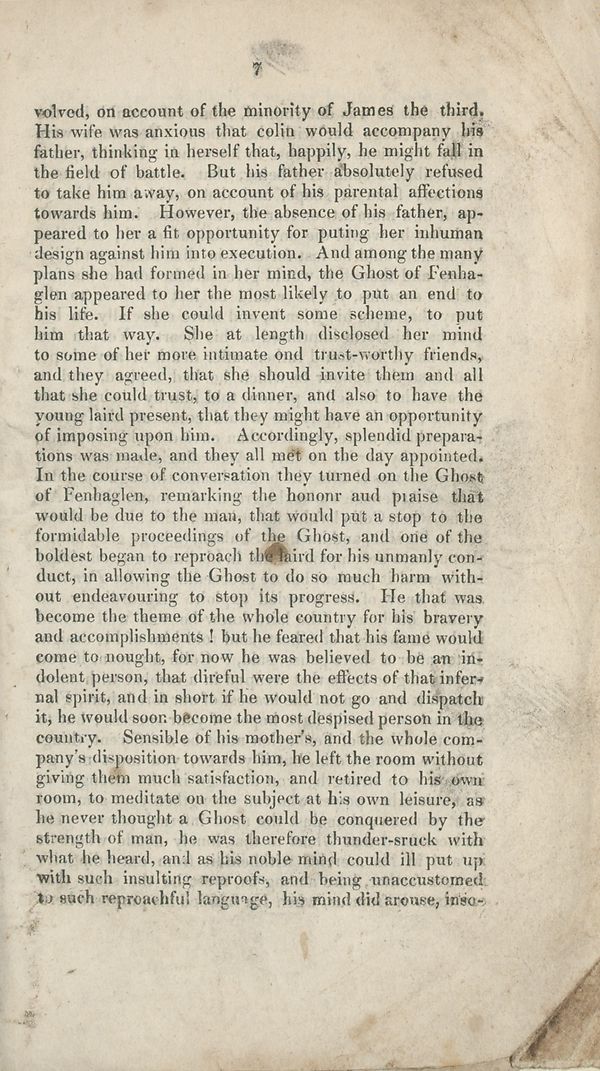 7
volved, on account of the minority of James the third.
His wife was anxious that colin would accompany his
father, thinking in herself that, happily, he might fall in
the field of battle. But his father absolutely refused
to take him away, on account of his parental affections
towards him. However, the absence of his father, ap-
peared to her a fit opportunity for puting her inhuman
design against him into execution. And among the many
plans she had formed in her mind, the Ghost of Fenha-
glen appeared to her the most likely to put an end to
his life. If she could invent some scheme, to put
him that way. She at length disclosed her mind
to some of her more intimate ond trust-worthy friends,
and they agreed, that she should invite them and all
that she could trust, to a dinner, and also to have the
young laird present, that they might have an opportunity
of imposing upon him. Accordingly, splendid prepara-
tions was made, and they all met on the day appointed.
In the course of conversation they turned on the Ghost
of Fenhaglen, remarking the hononr aud praise that
would be due to the man, that would put a stop to the
formidable proceedings of the Ghost, and one of the
boldest began to reproach the laird for his unmanly con-
duct, in allowing the Ghost to do so much harm with-
out endeavouring to stop its progress. He that was
become the theme of the whole country for his bravery
and accomplishments ! but he feared that his fame would
come to nought, for now he was believed to be an in-
dolent person, that direful were the effects of that infer-
nal spirit, and in short if he would not go and dispatch
it, he would soon become the most despised person in the
country. Sensible of his mother's, and the whole com-
pany's disposition towards him, he left the room without
giving them much satisfaction, and retired to his own
room, to meditate on the subject at his own leisure, as
he never thought a Ghost could be conquered by the
strength of man, he was therefore thunder-sruck with
what he heard, and as his noble mind could ill put up
with such insulting reproofs, and being unaccustomed
to such reproachful language, his mind did arouse, inso-